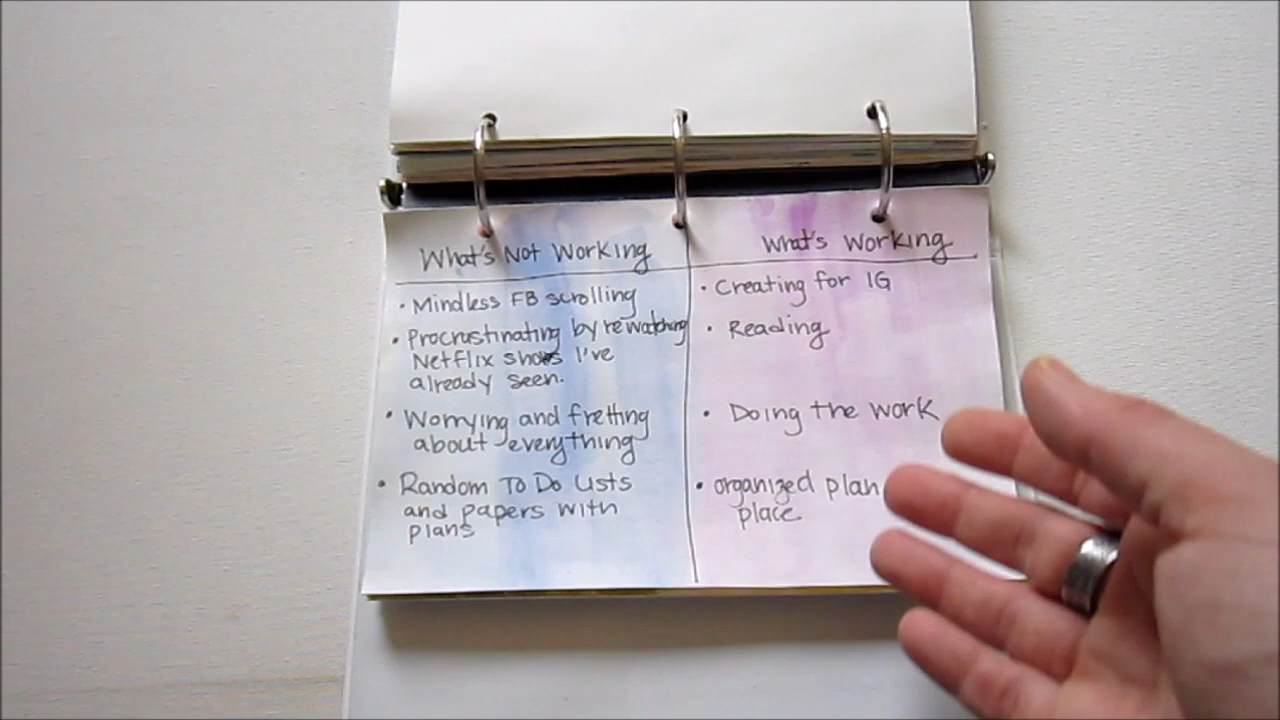 What's Not Working
• Mindless FB scrolling
• Procrastinating by rewatching
Netflix shows I've
already seen.
• Worrying and fretting
about everything
• Random To Do Lists
and papers with
plans
What's Working
• Creating for IG
• Reading
• Doing the work
• organized plan
place